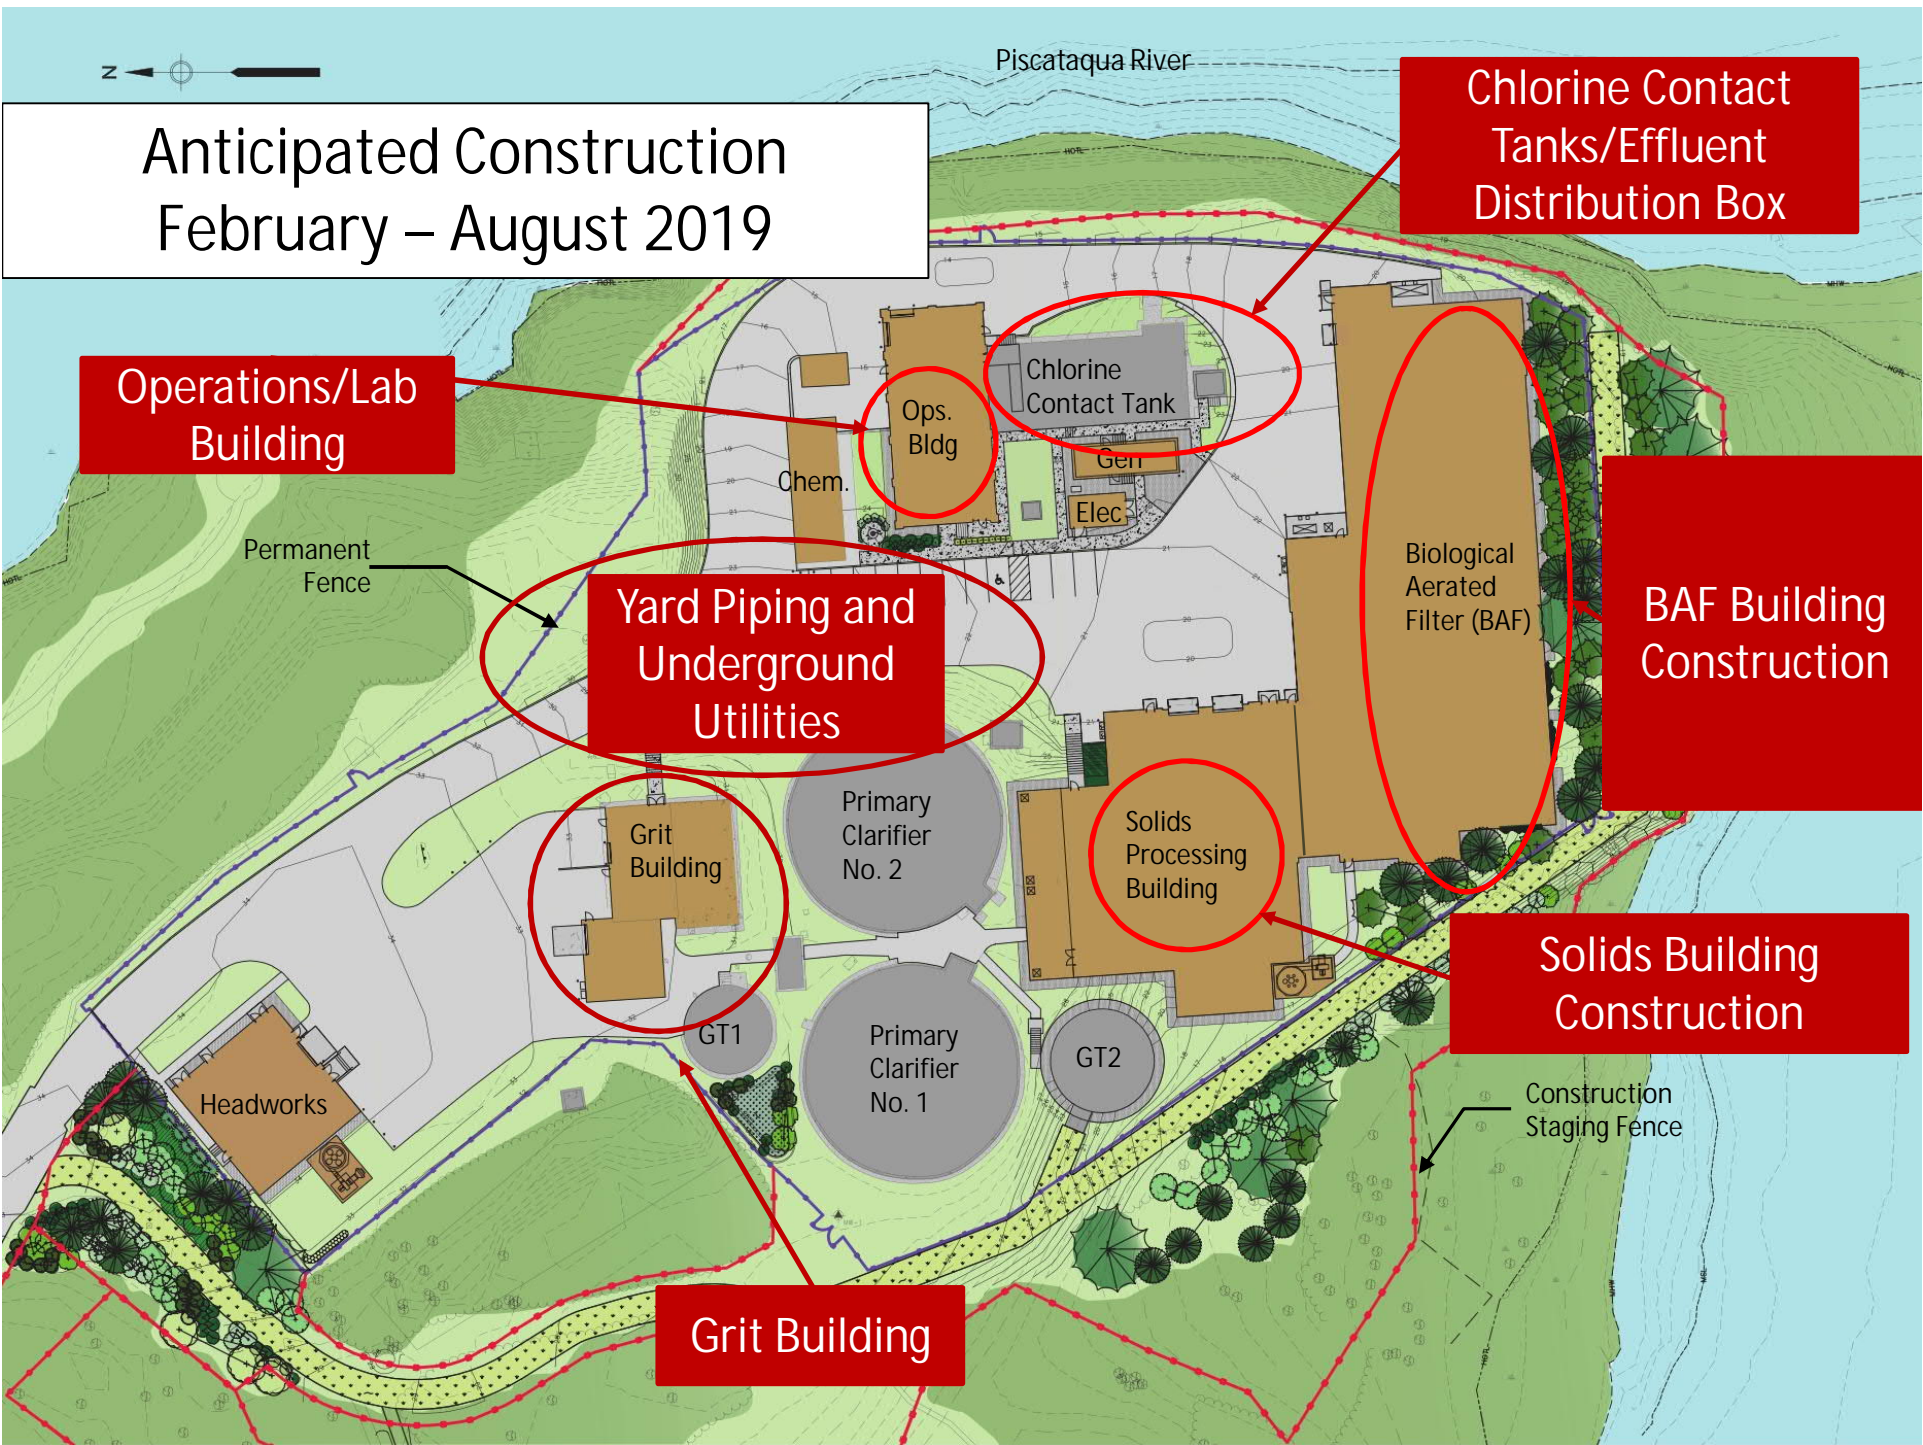 Piscataqua River
N
Anticipated Construction
February – August 2019
Chlorine Contact
Tanks/Effluent
Distribution Box
Operations/Lab
Building
Chlorine
Contact Tank
Ops.
Bldg
Gen
Chem.
Elec
Permanent
Fence
Biological
Aerated
Filter (BAF)
BAF Building
Construction
Yard Piping and
Underground
Utilities
Primary
Clarifier
No. 2
Grit
Building
Solids
Processing
Building
Solids Building
Construction
GT1
Primary
Clarifier
No. 1
GT2
Headworks
Construction
Staging Fence
Grit Building